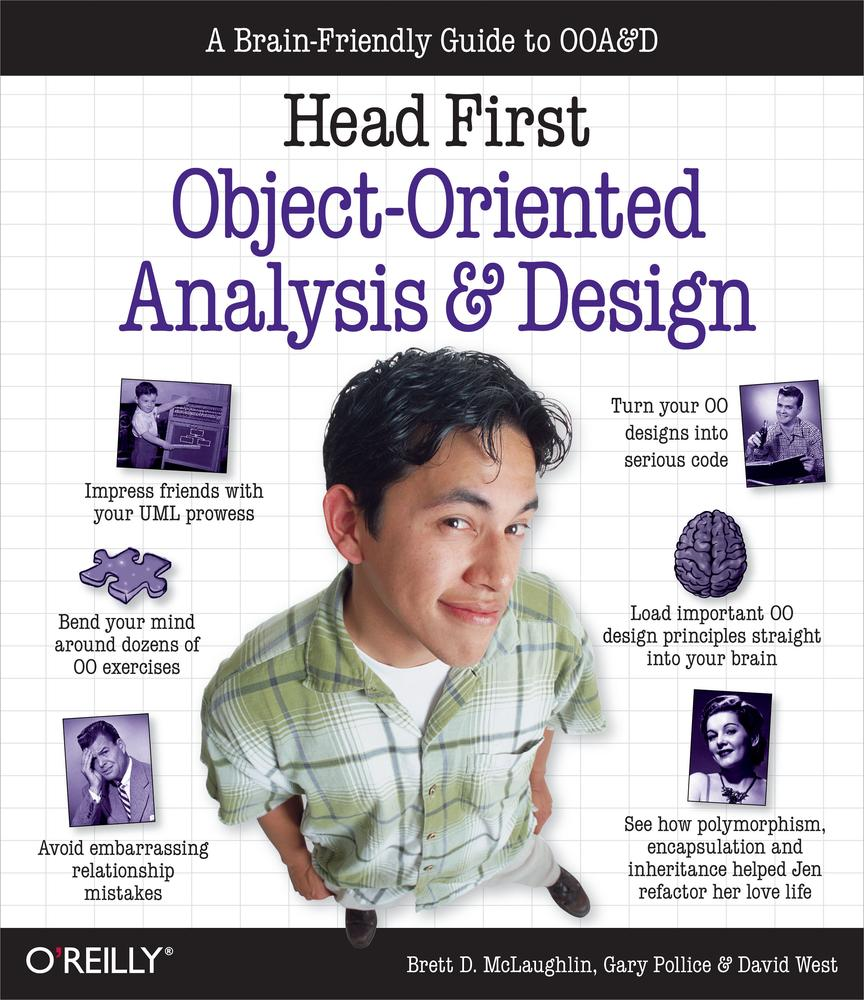 A Brain-Friendly Guide to OOA&D
Head First
Object-Oriented
Analysis & Design
Impress friends with
your UML prowess
Turn your OO
designs into
serious code
Bend your mind
around dozens of
OO exercises
Load important OO
design principles straight
into your brain
Avoid embarrassing
relationship
mistakes
See how polymorphism,
encapsulation and
inheritance helped Jen
refactor her love life
O'REILLY®
Brett D. McLaughlin, Gary Pollice & David West